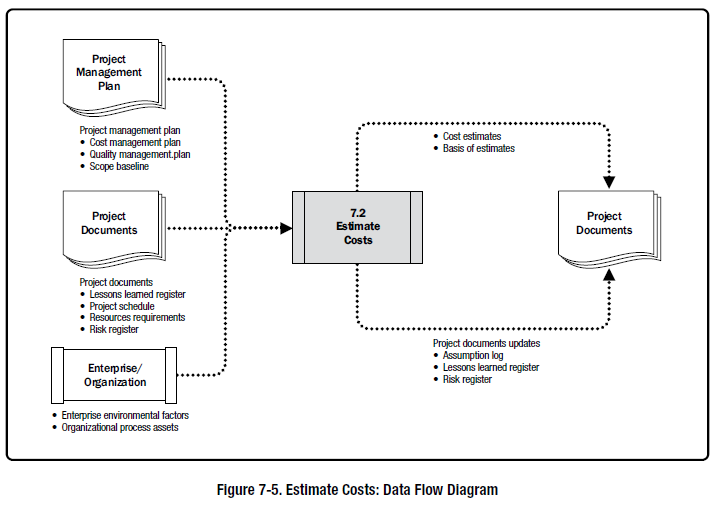 Project
Management
Plan
Project management plan
• Cost management plan
• Quality management.plan
• Scope baseline
Project
Documents
Project documents
• Lessons learned register
• Project schedule
• Resources requirements
• Risk register
Enterprise/
Organization
• Enterprise environmental factors
• Organizational process assets
7.2
Estimate
Costs
• Cost estimates
• Basis of estimates
Project
Documents
Project documents updates
• Assumption log
• Lessons learned register
• Risk register
Figure 7-5. Estimate Costs: Data Flow Diagram